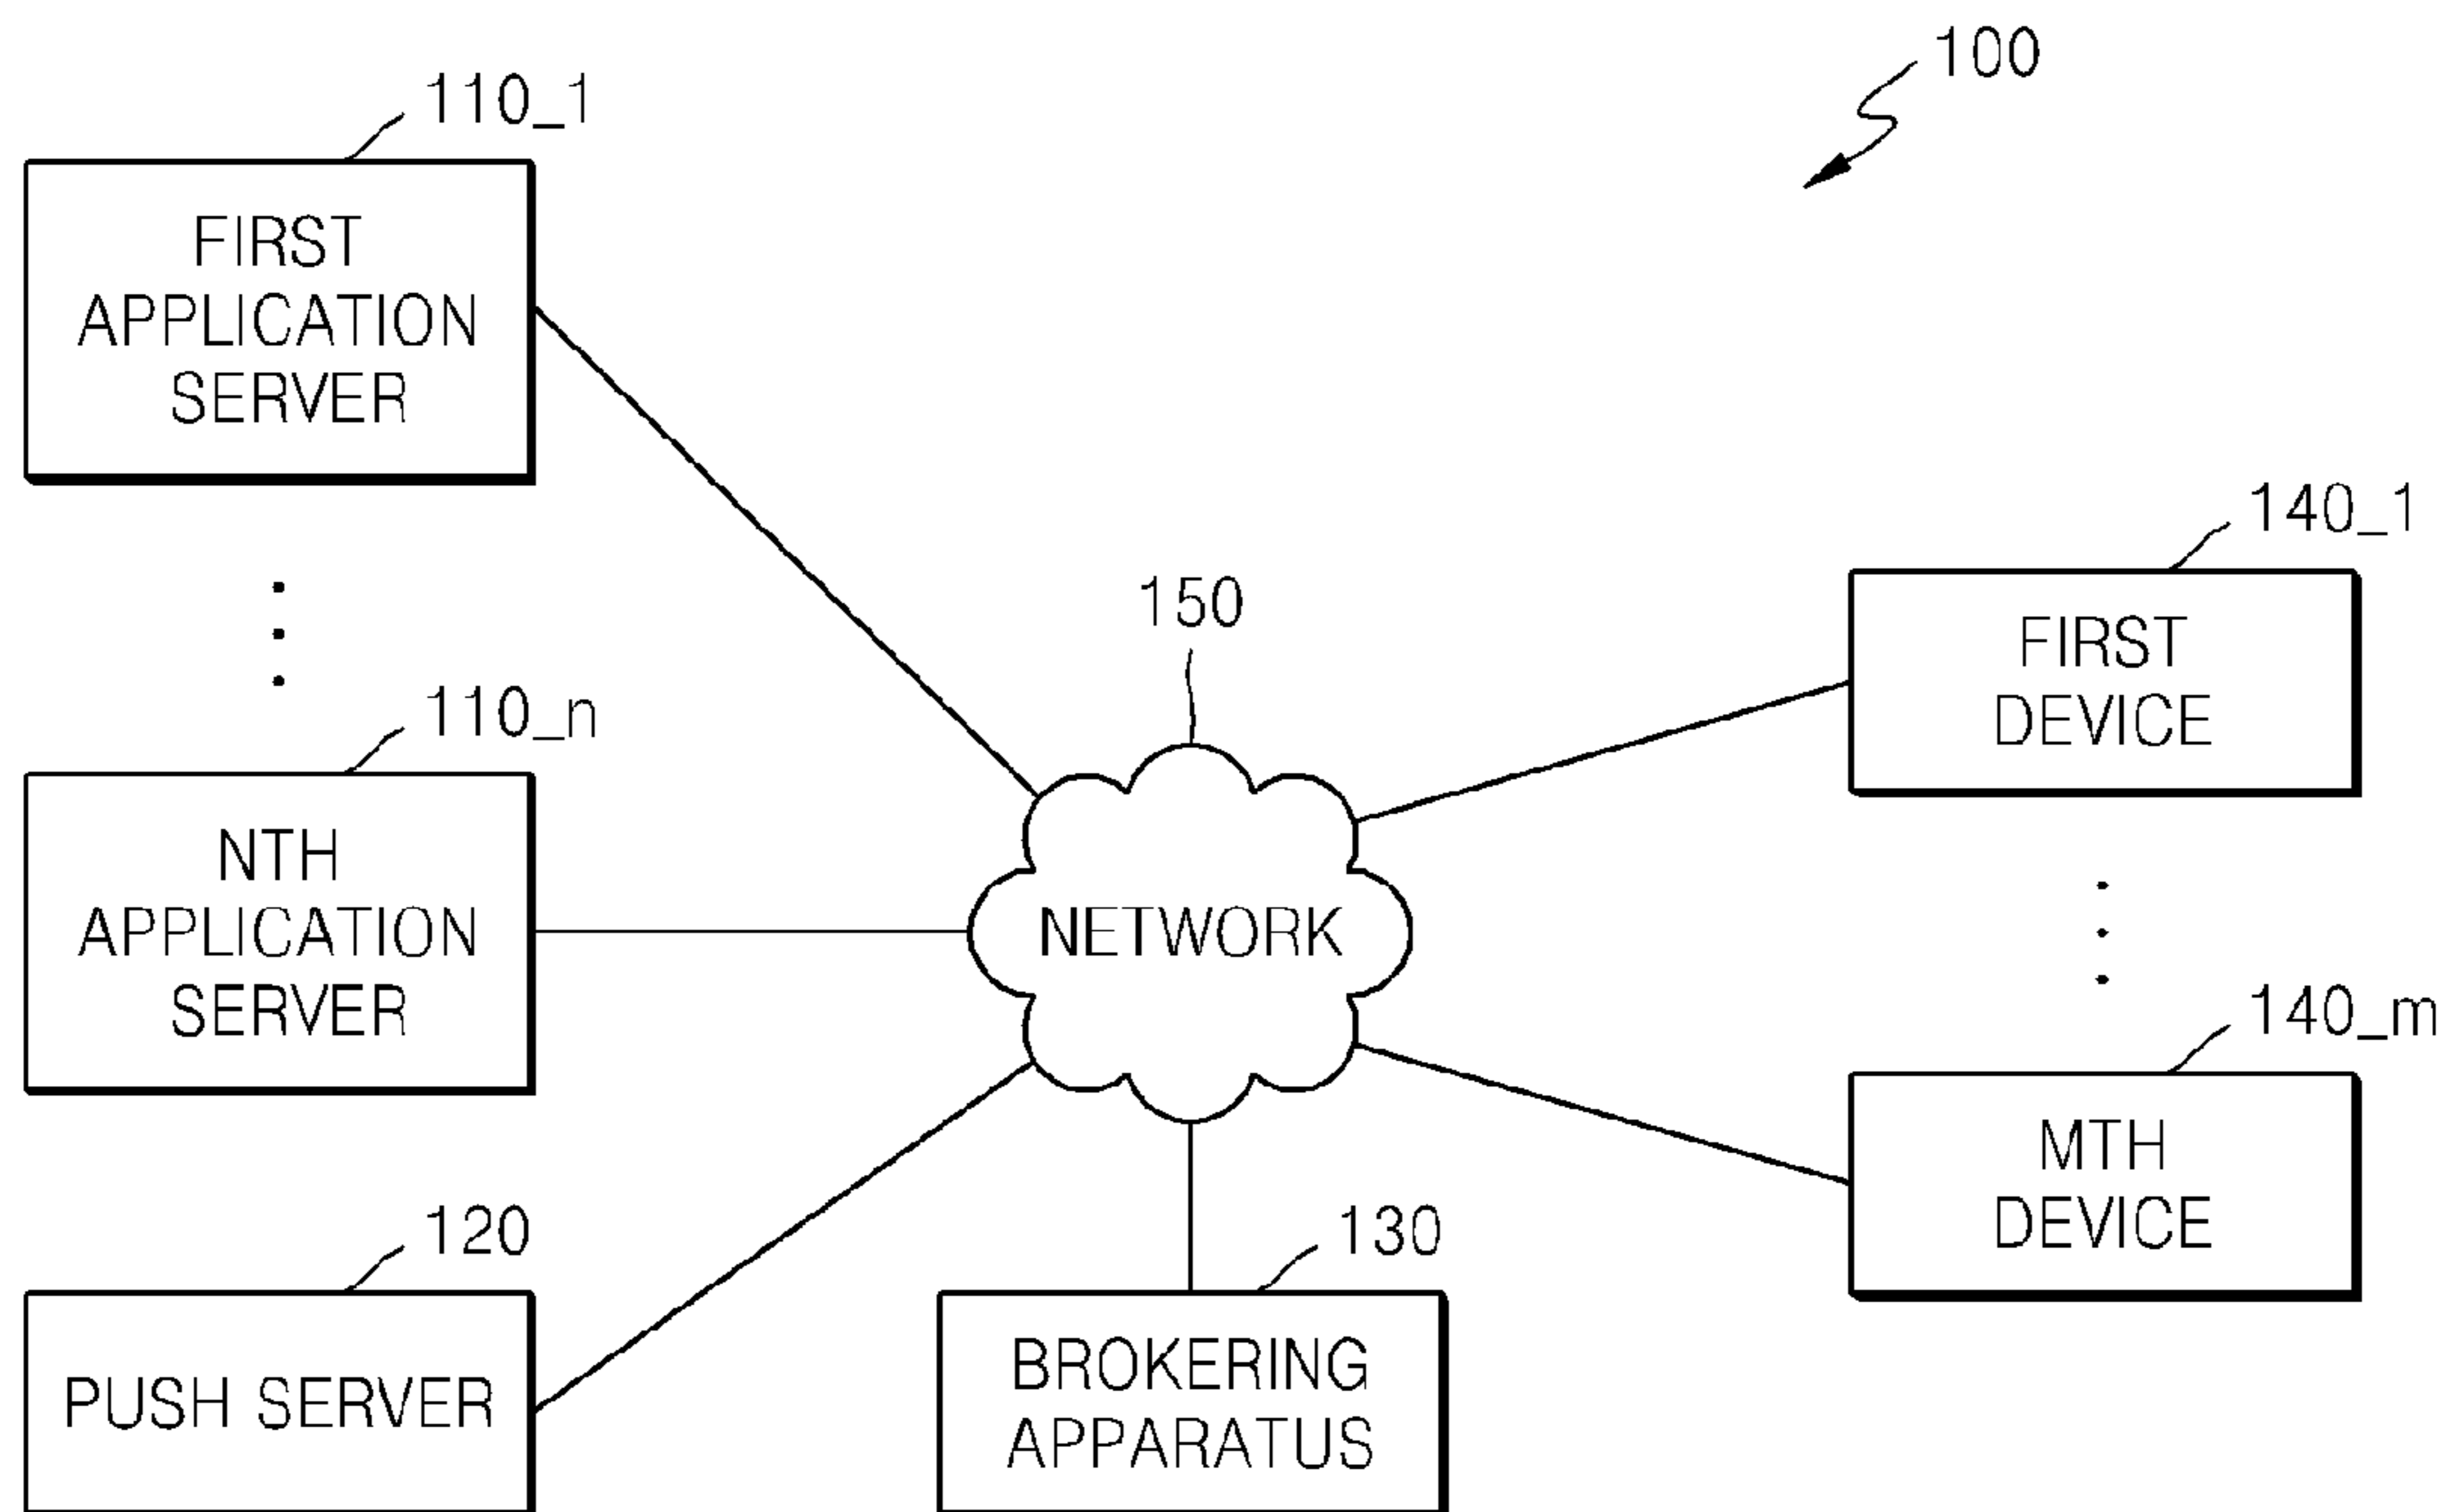 100
110_1
FIRST
APPLICATION
SERVER
110_n
NTH
APPLICATION
SERVER
120
PUSH SERVER
150
NETWORK
130
BROKERING
APPARATUS
140_1
FIRST
DEVICE
140_m
MTH
DEVICE